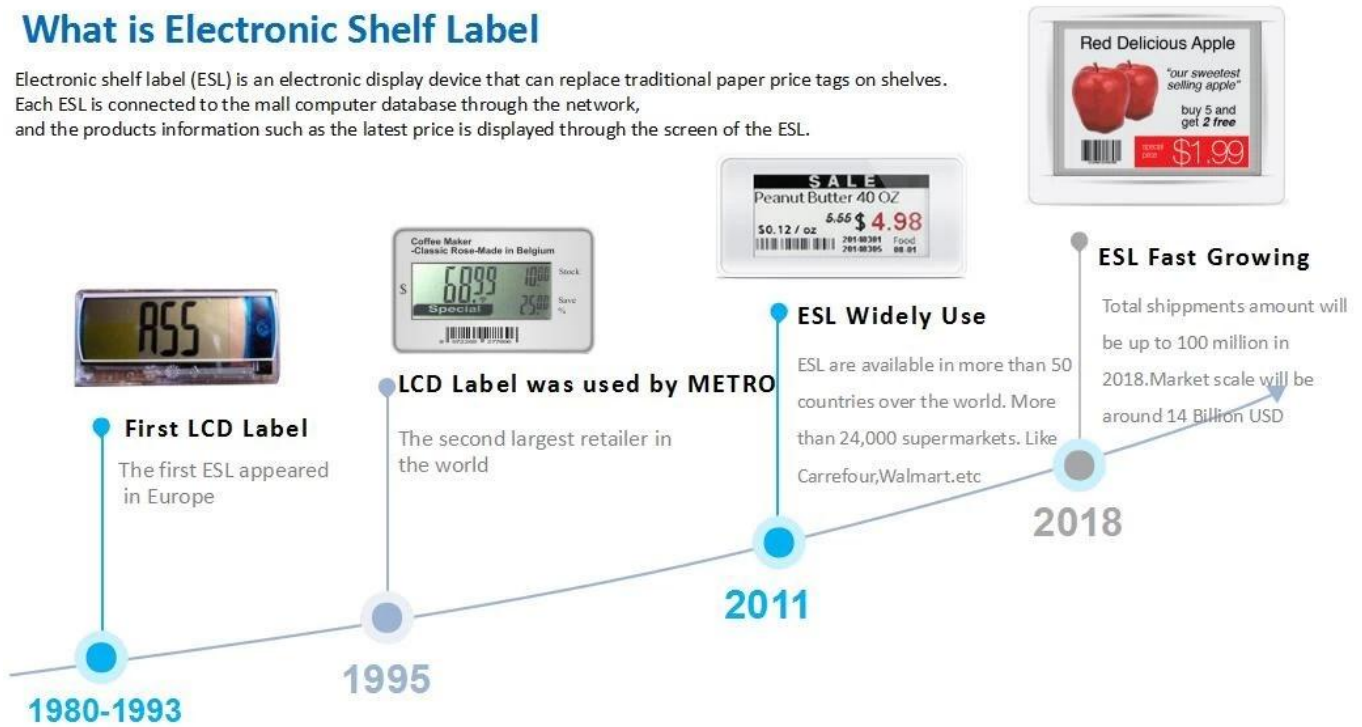 What is Electronic Shelf Label
Electronic shelf label (ESL) is an electronic display device that can replace traditional paper price tags on shelves.
Each ESL is connected to the mall computer database through the network,
and the products information such as the latest price is displayed through the screen of the ESL.
ASS
First LCD Label
The first ESL appeared
in Europe
1980-1993
Coffee Maker
-Classic Rose-Made in Belgium
$ 68.99
Stock
Special
Save
%
LCD Label was used by METRO
The second largest retailer in
the world
1995
SALE
Peanut Butter 40 OZ
5.55 $ 4.98
$0.12 / oz
Food
ESL Widely Use
ESL are available in more than 50
countries over the world. More
than 24,000 supermarkets. Like
Carrefour,Walmart.etc
2011
Red Delicious Apple
"our sweetest
selling apple"
buy 5 and
get 2 free
special
price
$1.99
ESL Fast Growing
Total shippments amount will
be up to 100 million in
2018.Market scale will be
around 14 Billion USD
2018